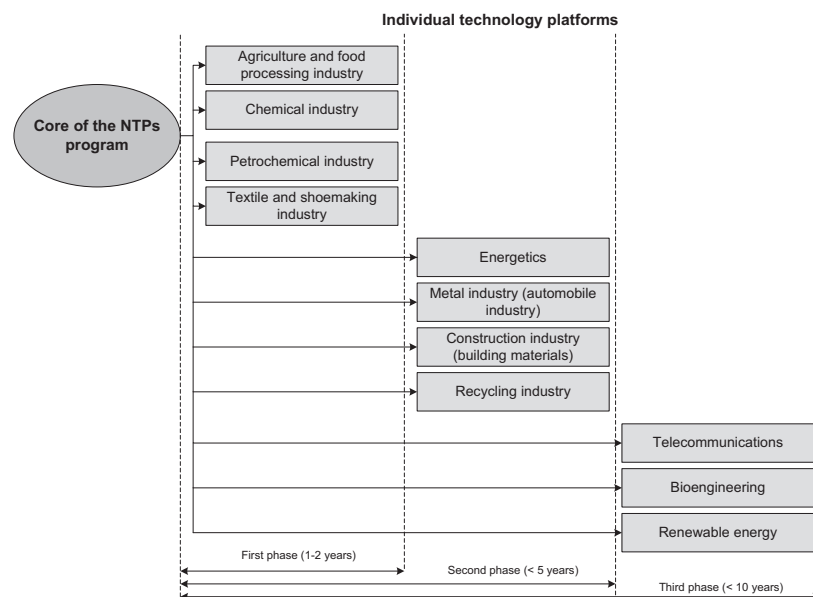 Individual technology platforms
Agriculture and food
processing industry
Chemical industry
Core of the NTPs
program
Petrochemical industry
Textile and shoemaking
industry
Energetics
Metal industry (automobile
industry)
Construction industry
(building materials)
Recycling industry
Telecommunications
Bioengineering
Renewable energy
First phase (1-2 years)
Second phase (< 5 years)
Third phase (< 10 years)